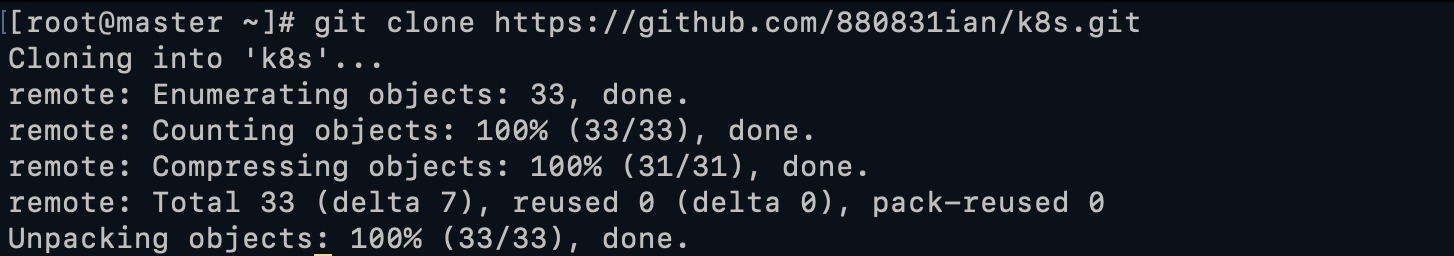 [[root@master ~]# git clone https://github.com/880831ian/k8s.git
Cloning into 'k8s'...
remote: Enumerating objects: 33, done.
remote: Counting objects: 100% (33/33), done.
remote: Compressing objects: 100% (31/31), done.
remote: Total 33 (delta 7), reused 0 (delta 0), pack-reused 0
Unpacking objects: 100% (33/33), done.